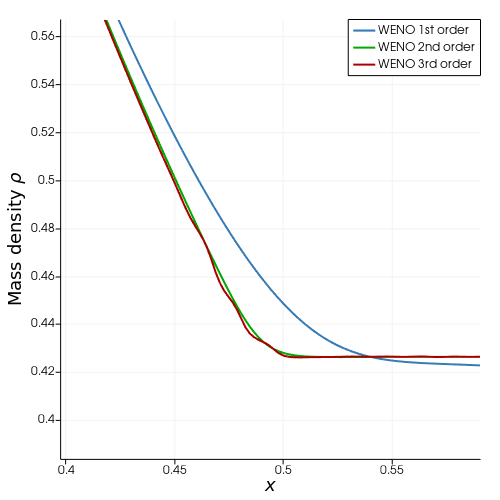 WENO 1st order
WENO 2nd order
WENO 3rd order
Mass density ρ
0.56
0.54
0.52
0.5
0.48
0.46
0.44
0.42
0.4
0.4 0.45 0.5 0.55
x